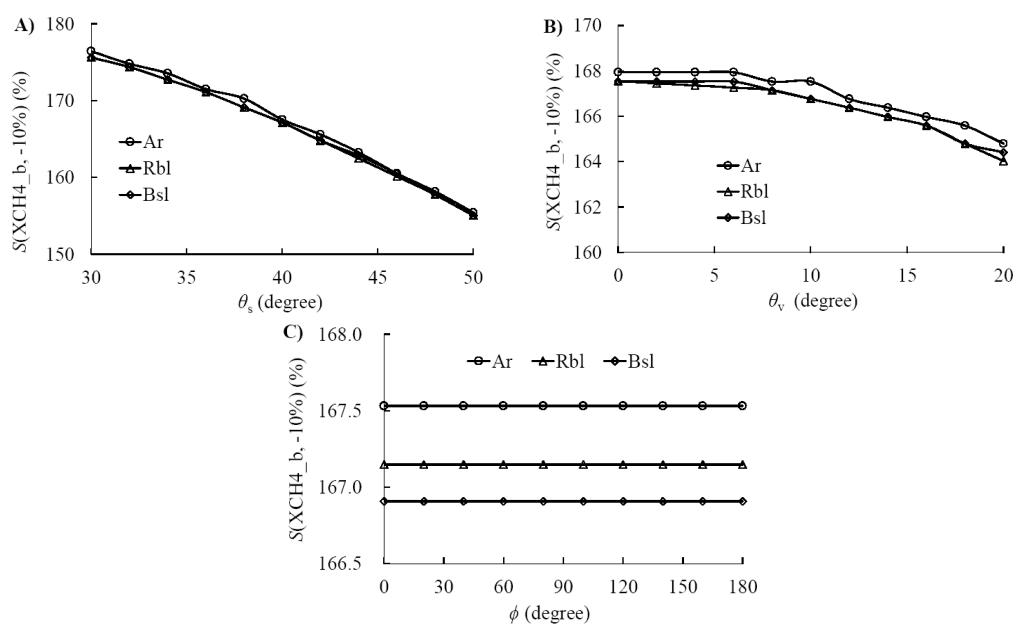 A)
S(XCH4_b, -10%) (%)
180
170
160
150
Ar
Rbl
Bsl
30 35 40 45 50
θs (degree)
B)
S(XCH4_b, -10%) (%)
170
168
166
164
162
160
Ar
Rbl
Bsl
0 5 10 15 20
θv (degree)
C)
S(XCH4_b, -10%) (%)
168.0
167.5
167.0
166.5
Ar Rbl Bsl
0 30 60 90 120 150 180
ϕ (degree)